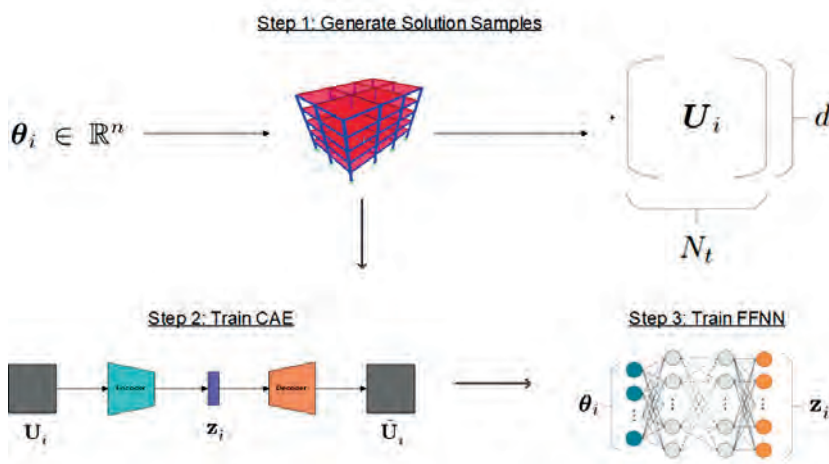 Step 1: Generate Solution Samples
θ_i ∈ ℝ^n
U_i
d
N_t
Step 2: Train CAE
Encoder
Decoder
U_i
z_i
Ũ_i
Step 3: Train FFNN
θ_i
z_i